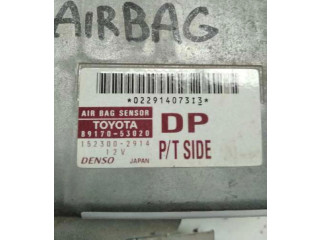 AIRBAG
*02291407313*
AIR BAG SENSOR
TOYOTA
89170-53020
152300-2914
12V
DENSO JAPAN
DP
P/T SIDE